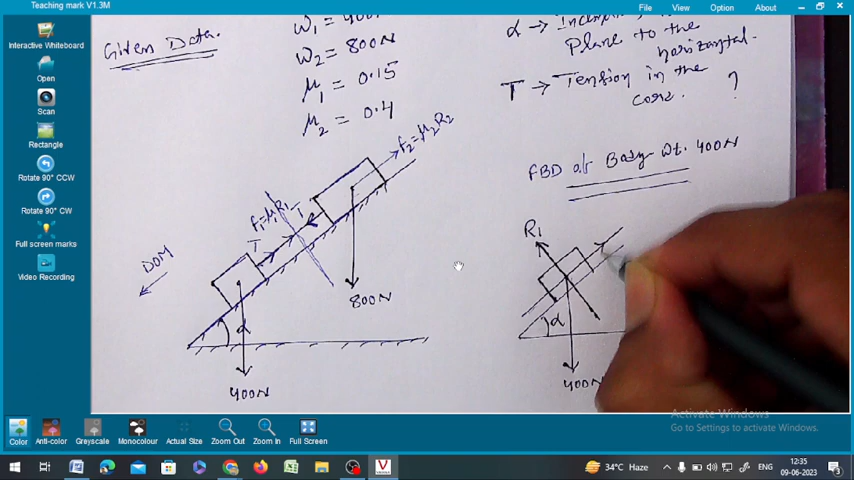 Teaching mark V1.3M
File View Option About
Interactive Whiteboard
Open
Scan
Rectangle
Rotate 90° CCW
Rotate 90° CW
Full screen marks
Video Recording
Given Data.
W1 = 400N
W2 = 800N
μ1 = 0.15
μ2 = 0.4
α → Inclin
Plane to the
horizontal.
T → Tension in the
core. ?
F2 = μ2R2
F1 = μ1R1
T
T
DOM
α
800N
400N
FBD of Body Wt. 400N
R1
α
400N
Activate Windows
Go to Settings to activate Windows.
Color Anti-color Greyscale Monocolour Actual Size Zoom Out Zoom In Full Screen
34°C Haze
ENG
12:35
09-06-2023